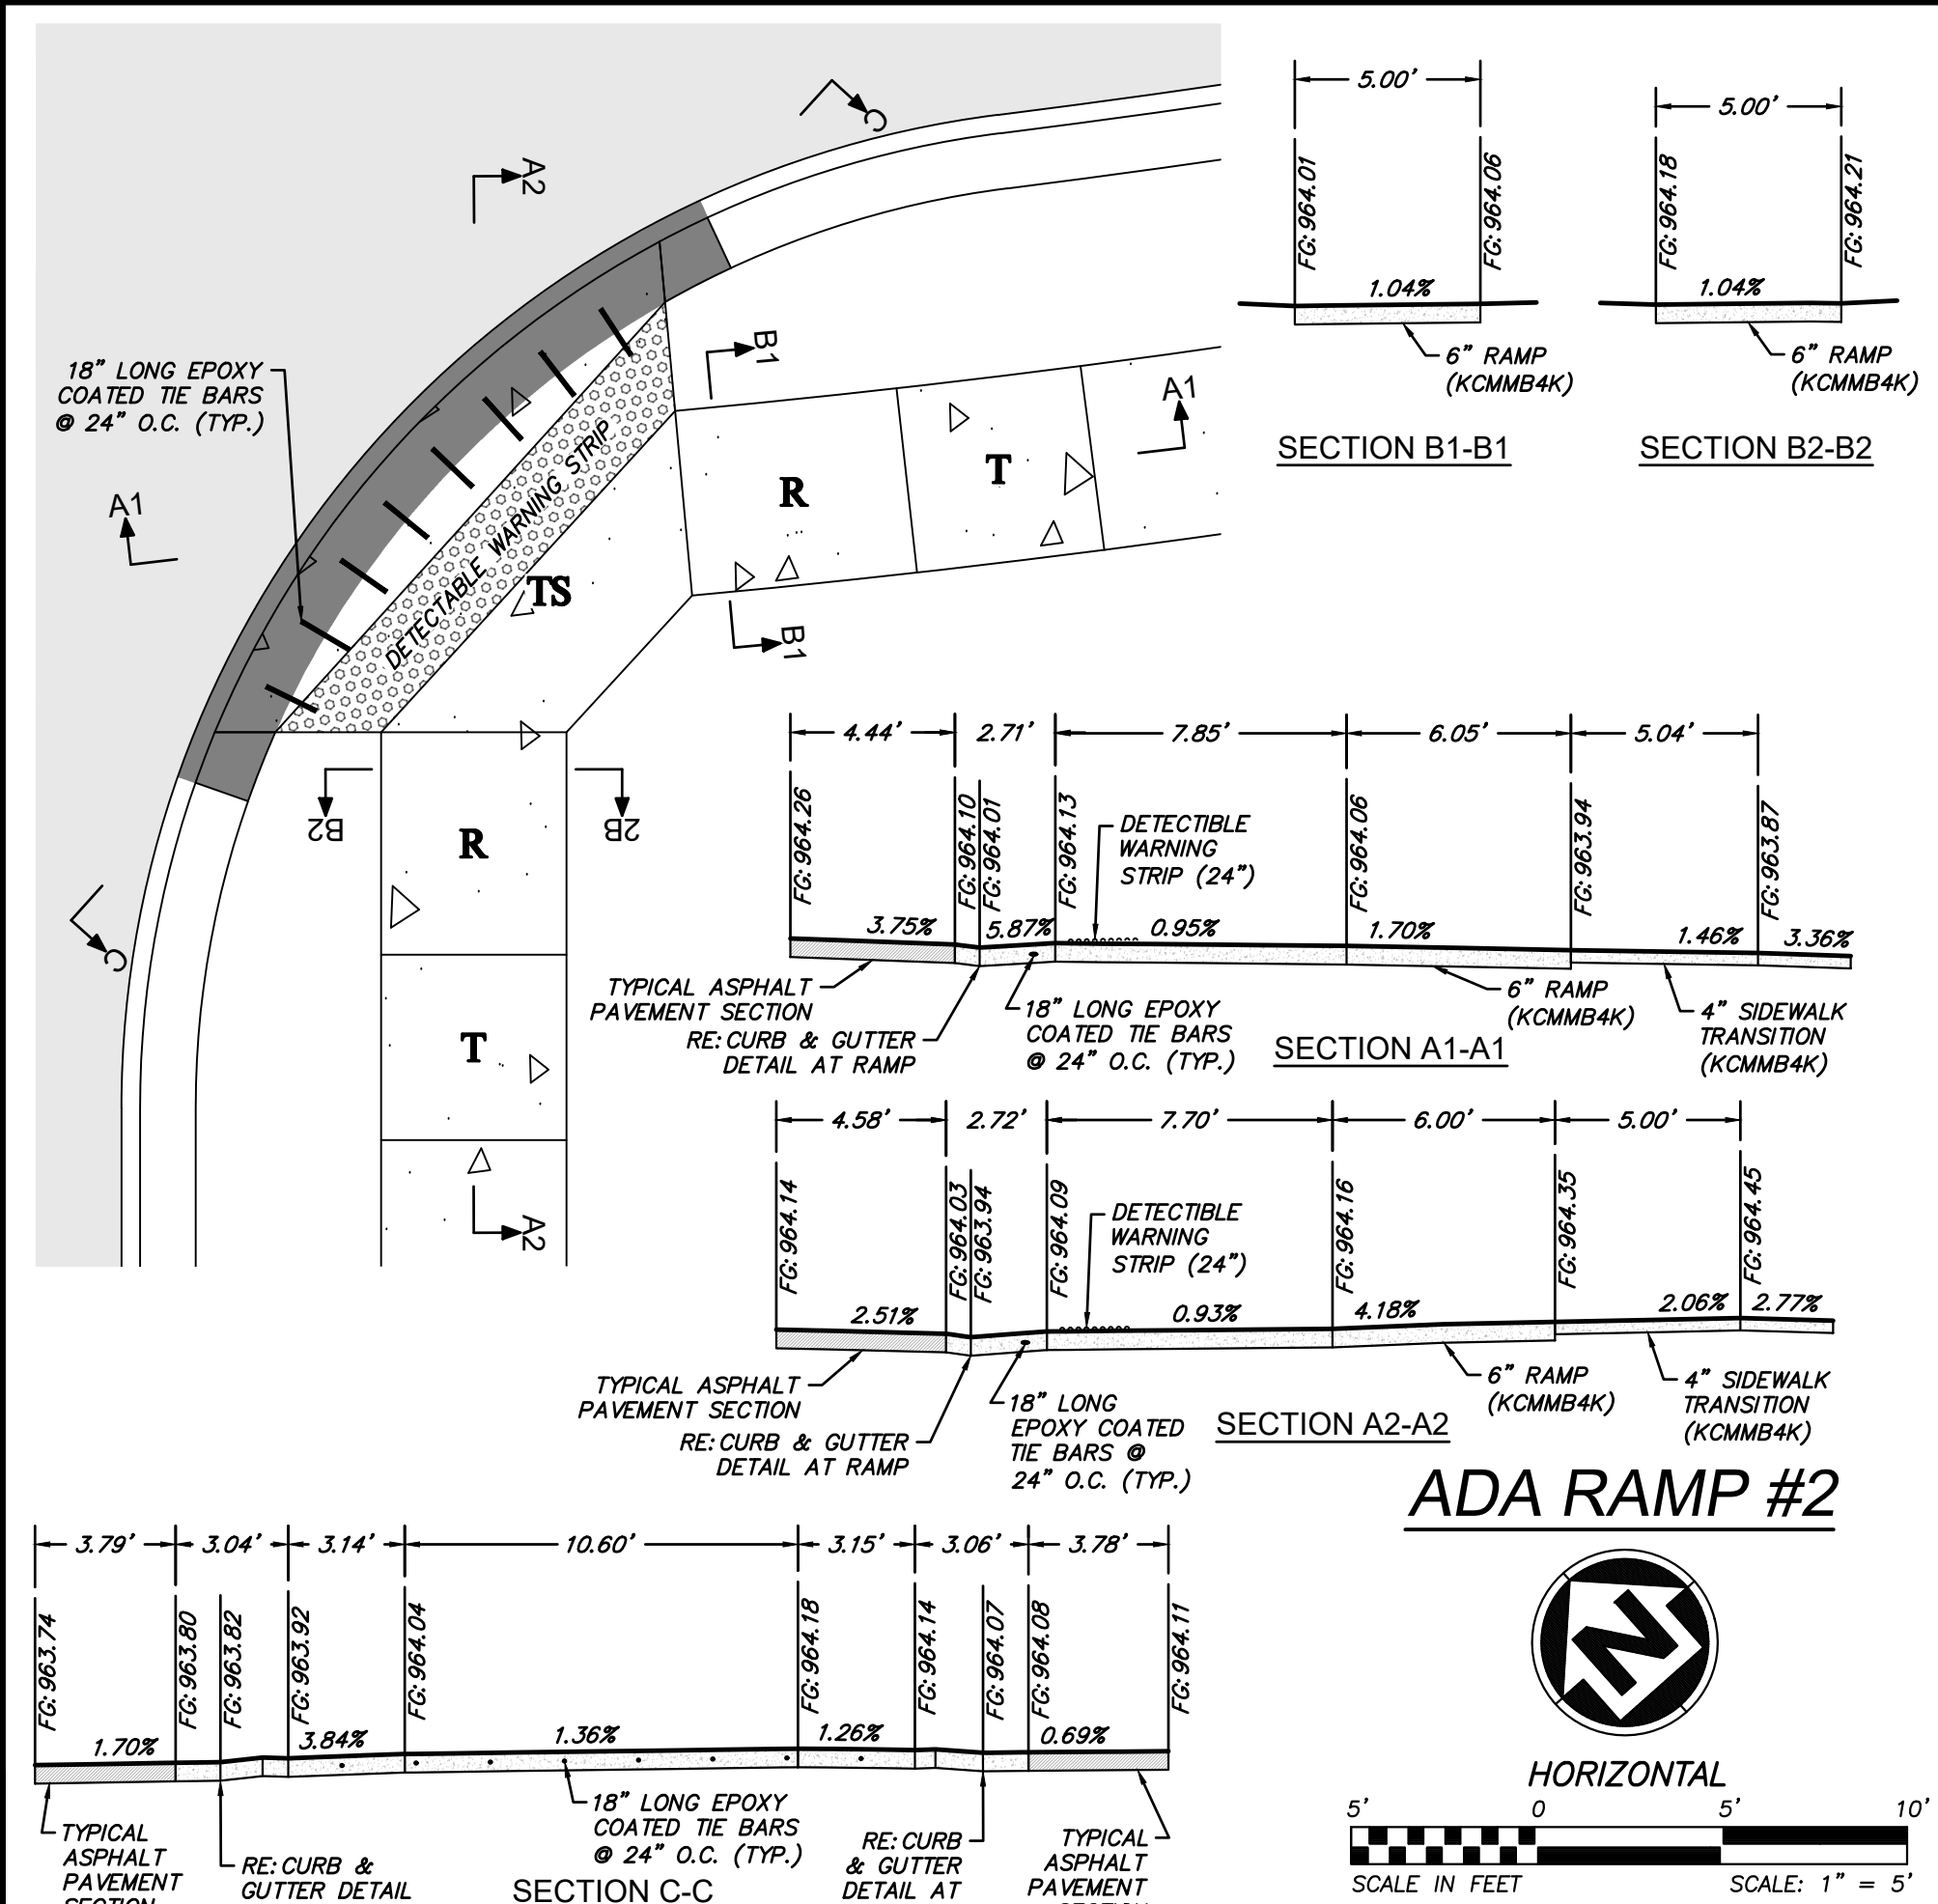 C
A2
5.00'
5.00'
FG: 964.01
FG: 964.06
FG: 964.18
FG: 964.21
1.04%
1.04%
6" RAMP
(KCMMB4K)
6" RAMP
(KCMMB4K)
SECTION B1-B1
SECTION B2-B2
18" LONG EPOXY
COATED TIE BARS
@ 24" O.C. (TYP.)
B1
A1
A1
R
T
DETECTABLE WARNING STRIP
TS
B1
B2
2B
R
C
T
A2
4.44'
2.71'
7.85'
6.05'
5.04'
FG: 964.26
FG: 964.10
FG: 964.01
FG: 964.13
FG: 964.06
FG: 963.94
FG: 963.87
DETECTIBLE
WARNING
STRIP (24")
3.75%
5.87%
0.95%
1.70%
1.46%
3.36%
TYPICAL ASPHALT
PAVEMENT SECTION
RE: CURB & GUTTER
DETAIL AT RAMP
18" LONG EPOXY
COATED TIE BARS
@ 24" O.C. (TYP.)
6" RAMP
(KCMMB4K)
4" SIDEWALK
TRANSITION
(KCMMB4K)
SECTION A1-A1
4.58'
2.72'
7.70'
6.00'
5.00'
FG: 964.14
FG: 964.03
FG: 963.94
FG: 964.09
FG: 964.16
FG: 964.35
FG: 964.45
DETECTIBLE
WARNING
STRIP (24")
2.51%
0.93%
4.18%
2.06%
2.77%
TYPICAL ASPHALT
PAVEMENT SECTION
RE: CURB & GUTTER
DETAIL AT RAMP
18" LONG
EPOXY COATED
TIE BARS @
24" O.C. (TYP.)
6" RAMP
(KCMMB4K)
4" SIDEWALK
TRANSITION
(KCMMB4K)
SECTION A2-A2
ADA RAMP #2
3.79'
3.04'
3.14'
10.60'
3.15'
3.06'
3.78'
FG: 963.74
FG: 963.80
FG: 963.82
FG: 963.92
FG: 964.04
FG: 964.18
FG: 964.14
FG: 964.07
FG: 964.08
FG: 964.11
1.70%
3.84%
1.36%
1.26%
0.69%
TYPICAL
ASPHALT
PAVEMENT
SECTION
RE: CURB &
GUTTER DETAIL
18" LONG EPOXY
COATED TIE BARS
@ 24" O.C. (TYP.)
RE: CURB
& GUTTER
DETAIL AT
TYPICAL
ASPHALT
PAVEMENT
SECTION C-C
N
HORIZONTAL
5' 0 5' 10'
SCALE IN FEET
SCALE: 1" = 5'